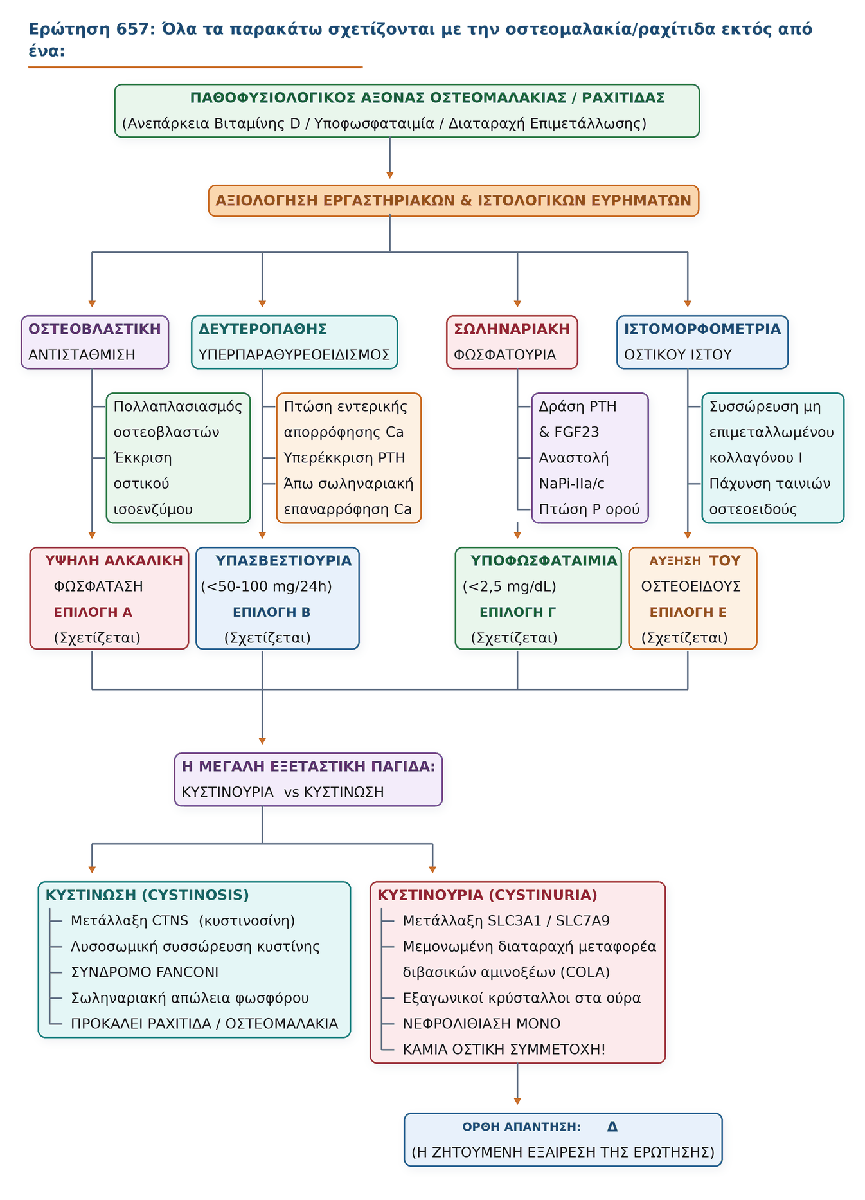 Ερώτηση 657: Όλα τα παρακάτω σχετίζονται με την οστεομαλακία/ραχίτιδα εκτός από
ένα:
ΠΑΘΟΦΥΣΙΟΛΟΓΙΚΟΣ ΑΞΟΝΑΣ ΟΣΤΕΟΜΑΛΑΚΙΑΣ / ΡΑΧΙΤΙΔΑΣ
(Ανεπάρκεια Βιταμίνης D / Υποφωσφαταιμία / Διαταραχή Επιμετάλλωσης)
ΑΞΙΟΛΟΓΗΣΗ ΕΡΓΑΣΤΗΡΙΑΚΩΝ & ΙΣΤΟΛΟΓΙΚΩΝ ΕΥΡΗΜΑΤΩΝ
ΟΣΤΕΟΒΛΑΣΤΙΚΗ
ΑΝΤΙΣΤΑΘΜΙΣΗ
ΔΕΥΤΕΡΟΠΑΘΗΣ
ΥΠΕΡΠΑΡΑΘΥΡΕΟΕΙΔΙΣΜΟΣ
ΣΩΛΗΝΑΡΙΑΚΗ
ΦΩΣΦΑΤΟΥΡΙΑ
ΙΣΤΟΜΟΡΦΟΜΕΤΡΙΑ
ΟΣΤΙΚΟΥ ΙΣΤΟΥ
Πολλαπλασιασμός
οστεοβλαστών
Έκκριση
οστικού
ισοενζύμου
Πτώση εντερικής
απορρόφησης Ca
Υπερέκκριση PTH
Άπω σωληναριακή
επαναρρόφηση Ca
Δράση PTH
& FGF23
Αναστολή
NaPi-IIa/c
Πτώση P ορού
Συσσώρευση μη
επιμεταλλωμένου
κολλαγόνου Ι
Πάχυνση ταινιών
οστεοειδούς
ΥΨΗΛΗ ΑΛΚΑΛΙΚΗ
ΦΩΣΦΑΤΑΣΗ
ΕΠΙΛΟΓΗ Α
(Σχετίζεται)
ΥΠΑΣΒΕΣΤΙΟΥΡΙΑ
(<50-100 mg/24h)
ΕΠΙΛΟΓΗ Β
(Σχετίζεται)
ΥΠΟΦΩΣΦΑΤΑΙΜΙΑ
(<2,5 mg/dL)
ΕΠΙΛΟΓΗ Γ
(Σχετίζεται)
ΑΥΞΗΣΗ ΤΟΥ
ΟΣΤΕΟΕΙΔΟΥΣ
ΕΠΙΛΟΓΗ Ε
(Σχετίζεται)
Η ΜΕΓΑΛΗ ΕΞΕΤΑΣΤΙΚΗ ΠΑΓΙΔΑ:
ΚΥΣΤΙΝΟΥΡΙΑ vs ΚΥΣΤΙΝΩΣΗ
ΚΥΣΤΙΝΩΣΗ (CYSTINOSIS)
Μετάλλαξη CTNS (κυστινοσίνη)
Λυσοσωμική συσσώρευση κυστίνης
ΣΥΝΔΡΟΜΟ FANCONI
Σωληναριακή απώλεια φωσφόρου
ΠΡΟΚΑΛΕΙ ΡΑΧΙΤΙΔΑ / ΟΣΤΕΟΜΑΛΑΚΙΑ
ΚΥΣΤΙΝΟΥΡΙΑ (CYSTINURIA)
Μετάλλαξη SLC3A1 / SLC7A9
Μεμονωμένη διαταραχή μεταφορέα
διβασικών αμινοξέων (COLA)
Εξαγωνικοί κρύσταλλοι στα ούρα
ΝΕΦΡΟΛΙΘΙΑΣΗ ΜΟΝΟ
ΚΑΜΙΑ ΟΣΤΙΚΗ ΣΥΜΜΕΤΟΧΗ!
ΟΡΘΗ ΑΠΑΝΤΗΣΗ: Δ
(Η ΖΗΤΟΥΜΕΝΗ ΕΞΑΙΡΕΣΗ ΤΗΣ ΕΡΩΤΗΣΗΣ)